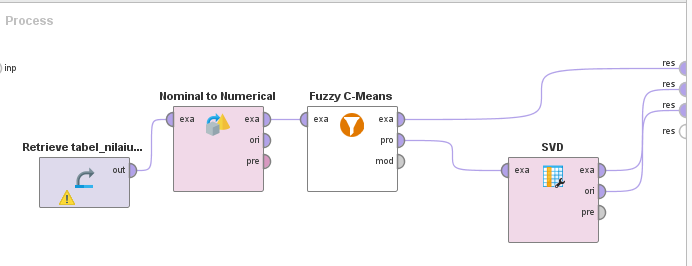 Process
inp
Retrieve tabel_nilaiu...
out
Nominal to Numerical
exa
exa
ori
pre
Fuzzy C-Means
exa
exa
pro
mod
SVD
exa
exa
ori
pre
res
res
res
res